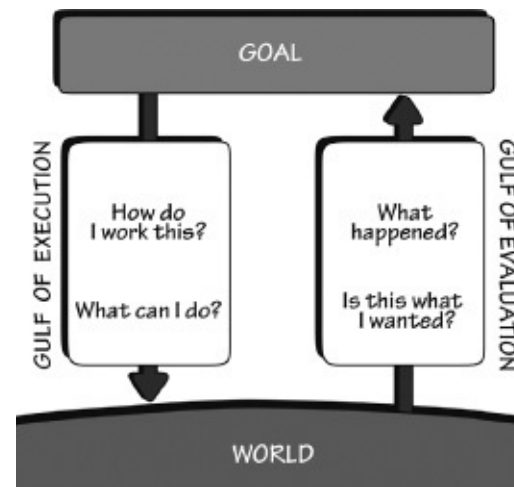 GOAL
GULF OF EXECUTION
How do
I work this?
What can I do?
What
happened?
Is this what
I wanted?
GULF OF EVALUATION
WORLD